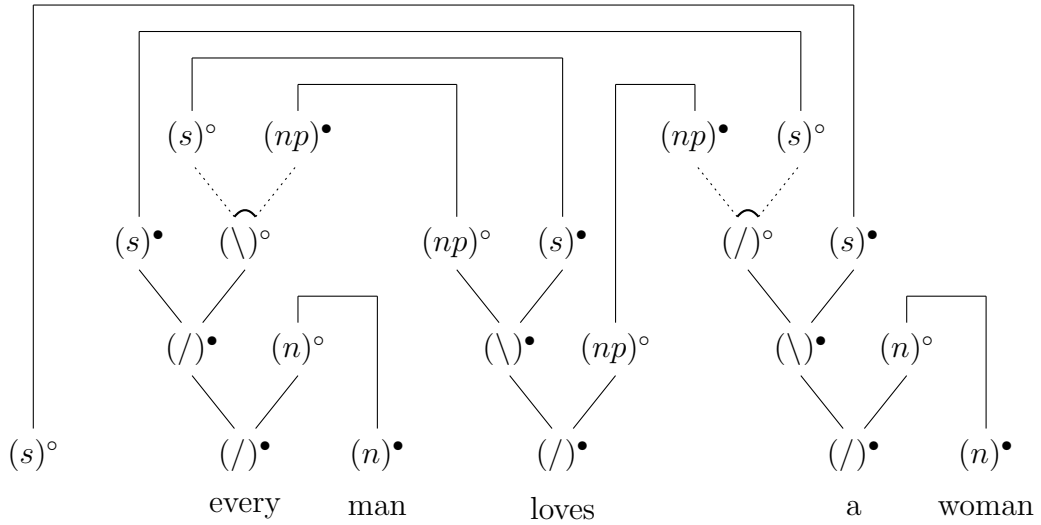 (s)° (np)• (np)• (s)°
(s)• (\)° (np)° (s)• (/)° (s)•
(/)• (n)° (\)• (np)° (\)• (n)°
(s)° (/)• (n)• (/)• (/)• (n)•
every man loves a woman